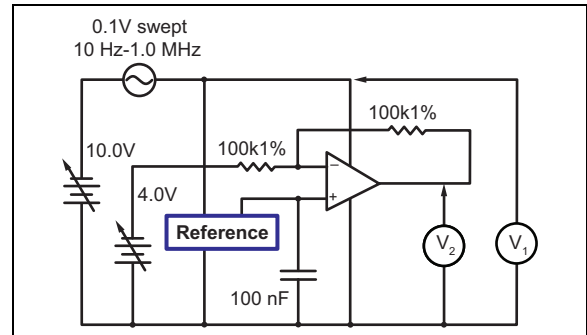 0.1V swept
10 Hz-1.0 MHz
100k1%
100k1%
10.0V
4.0V
−
+
Reference
V2
V1
100 nF